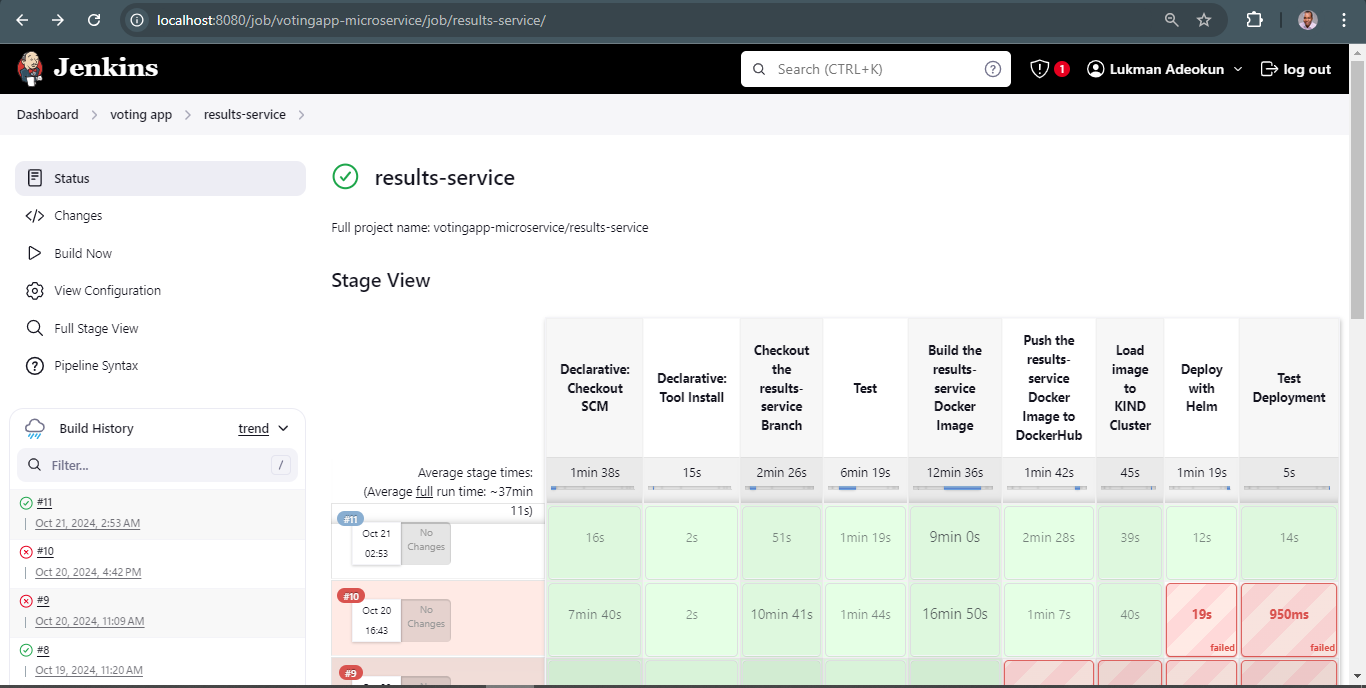 localhost:8080/job/votingapp-microservice/job/results-service/
Jenkins
Search (CTRL+K)
?
1
Lukman Adeokun
log out
Dashboard
voting app
results-service
Status
Changes
Build Now
View Configuration
Full Stage View
Pipeline Syntax
Build History
trend
Filter...
/
#11
Oct 21, 2024, 2:53 AM
#10
Oct 20, 2024, 4:42 PM
#9
Oct 20, 2024, 11:09 AM
#8
Oct 19, 2024, 11:20 AM
results-service
Full project name: votingapp-microservice/results-service
Stage View
Declarative:
Checkout
SCM
Declarative:
Tool Install
Checkout
the
results-
service
Branch
Test
Build the
results-
service
Docker
Image
Push the
results-
service
Docker
Image to
DockerHub
Load
image
to
KIND
Cluster
Deploy
with
Helm
Test
Deployment
Average stage times:
(Average full run time: ~37min
11s)
1min 38s
15s
2min 26s
6min 19s
12min 36s
1min 42s
45s
1min 19s
5s
#11
Oct 21
02:53
No
Changes
16s
2s
51s
1min 19s
9min 0s
2min 28s
39s
12s
14s
#10
Oct 20
16:43
No
Changes
7min 40s
2s
10min 41s
1min 44s
16min 50s
1min 7s
40s
19s
failed
950ms
failed
#9